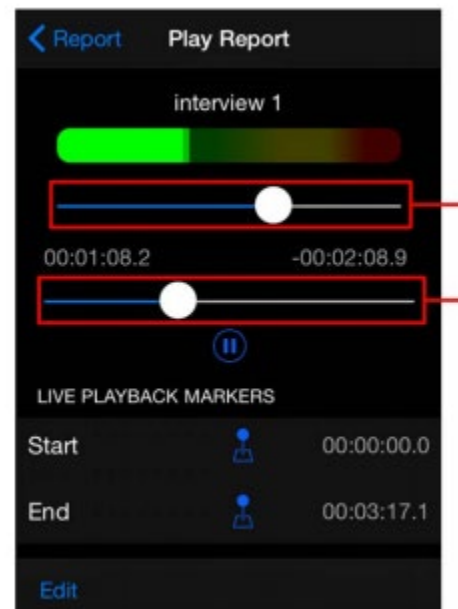 Report Play Report
interview 1
00:01:08.2 -00:02:08.9
LIVE PLAYBACK MARKERS
Start 00:00:00.0
End 00:03:17.1
Edit